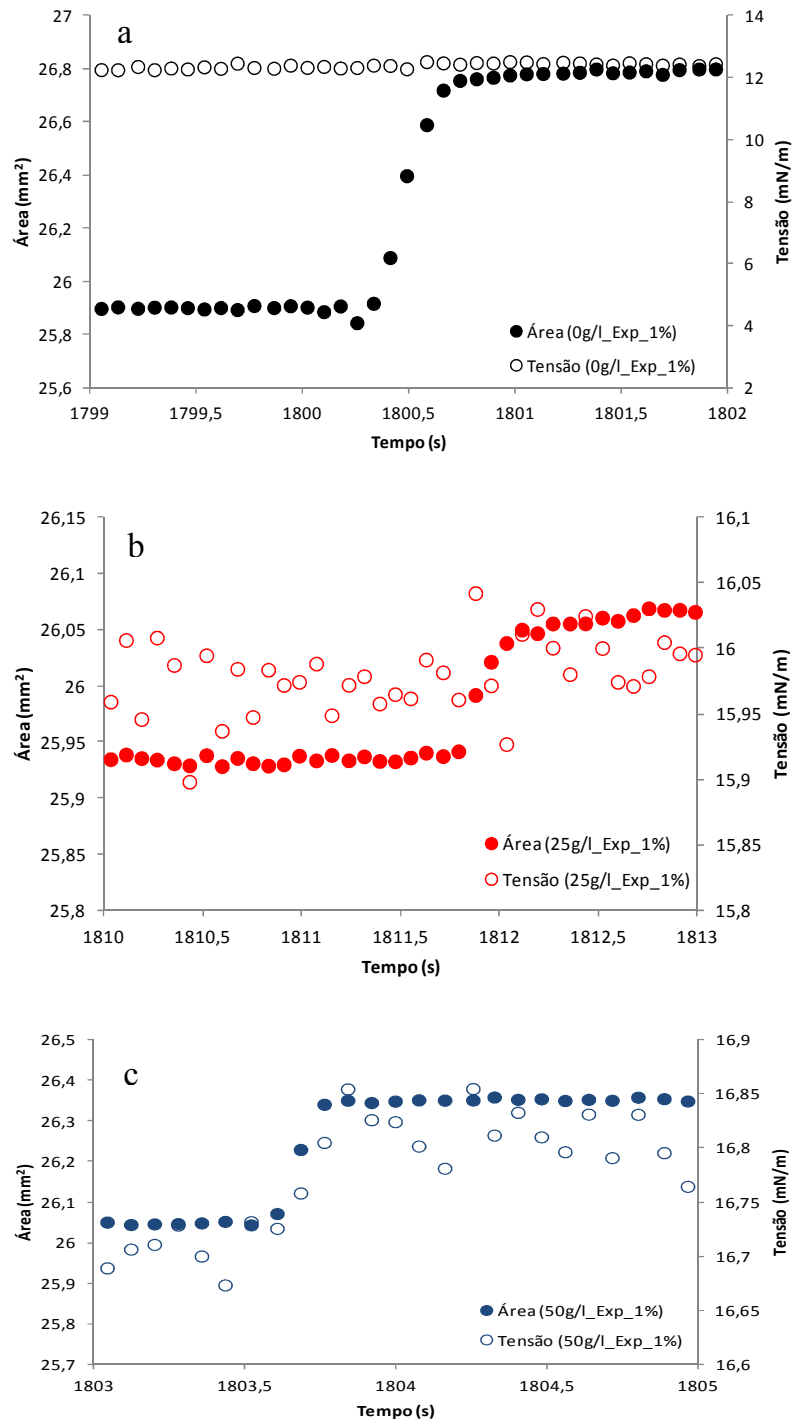 a
27
26,8
26,6
26,4
26,2
26
25,8
25,6
Área (mm²)
14
12
10
8
6
4
2
Tensão (mN/m)
Área (0g/l_Exp_1%)
Tensão (0g/l_Exp_1%)
1799 1799,5 1800 1800,5 1801 1801,5 1802
Tempo (s)
b
26,15
26,1
26,05
26
25,95
25,9
25,85
25,8
Área (mm²)
16,1
16,05
16
15,95
15,9
15,85
15,8
Tensão (mN/m)
Área (25g/l_Exp_1%)
Tensão (25g/l_Exp_1%)
1810 1810,5 1811 1811,5 1812 1812,5 1813
Tempo (s)
c
26,5
26,4
26,3
26,2
26,1
26
25,9
25,8
25,7
Área (mm²)
16,9
16,85
16,8
16,75
16,7
16,65
16,6
Tensão (mN/m)
Área (50g/l_Exp_1%)
Tensão (50g/l_Exp_1%)
1803 1803,5 1804 1804,5 1805
Tempo (s)